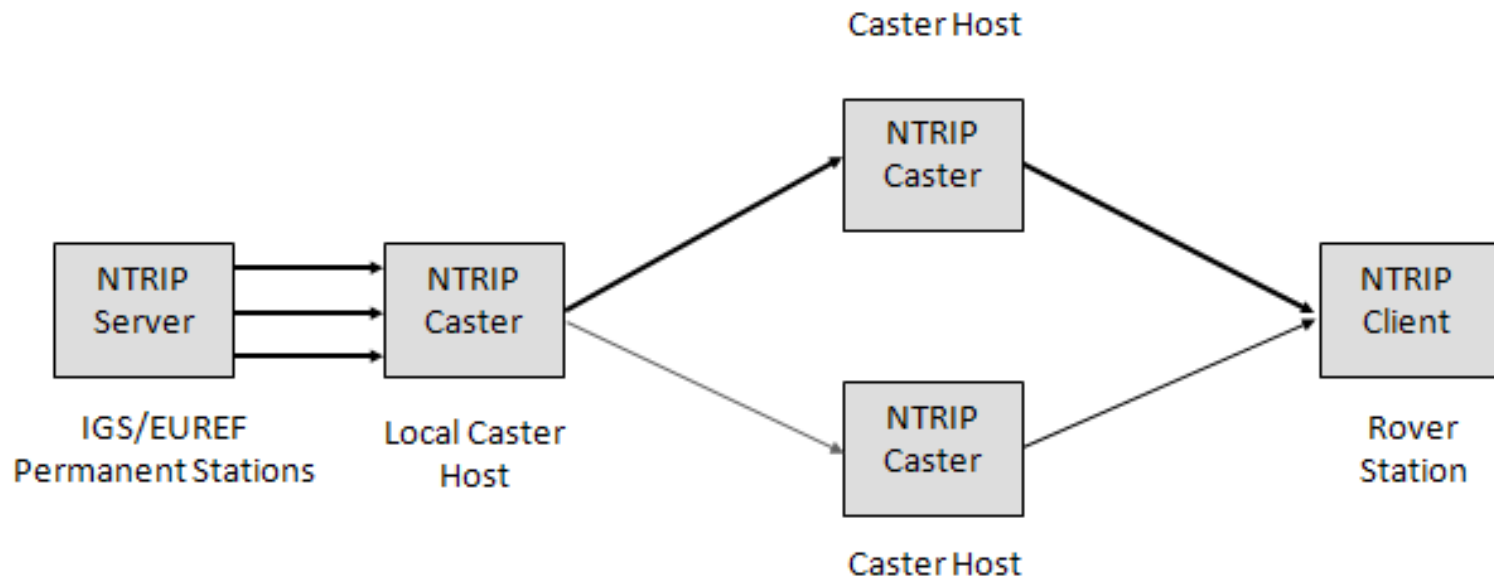 Caster Host
NTRIP
Caster
NTRIP
Server
IGS/EUREF
Permanent Stations
NTRIP
Caster
Local Caster
Host
NTRIP
Client
Rover
Station
NTRIP
Caster
Caster Host